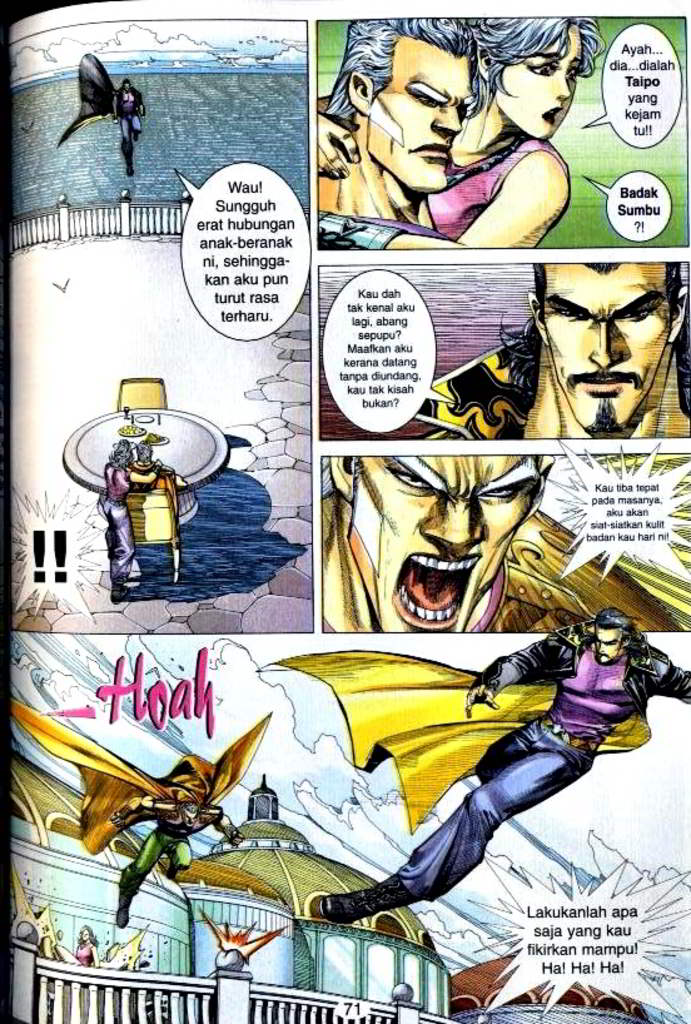 Wau!
Sungguh
erat hubungan
anak-beranak
ni, sehingga-
kan aku pun
turut rasa
terharu.
!!
Ayah...
dia...dialah
Taipo
yang
kejam
tu!!
Badak
Sumbu
?!
Kau dah
tak kenal aku
lagi, abang
sepupu?
Maafkan aku
kerana datang
tanpa diundang,
kau tak kisah
bukan?
Kau tiba tepat
pada masanya,
aku akan
siat-siatkan kulit
badan kau hari ni!
Hoah
Lakukanlah apa
saja yang kau
fikirkan mampu!
Ha! Ha! Ha!
71